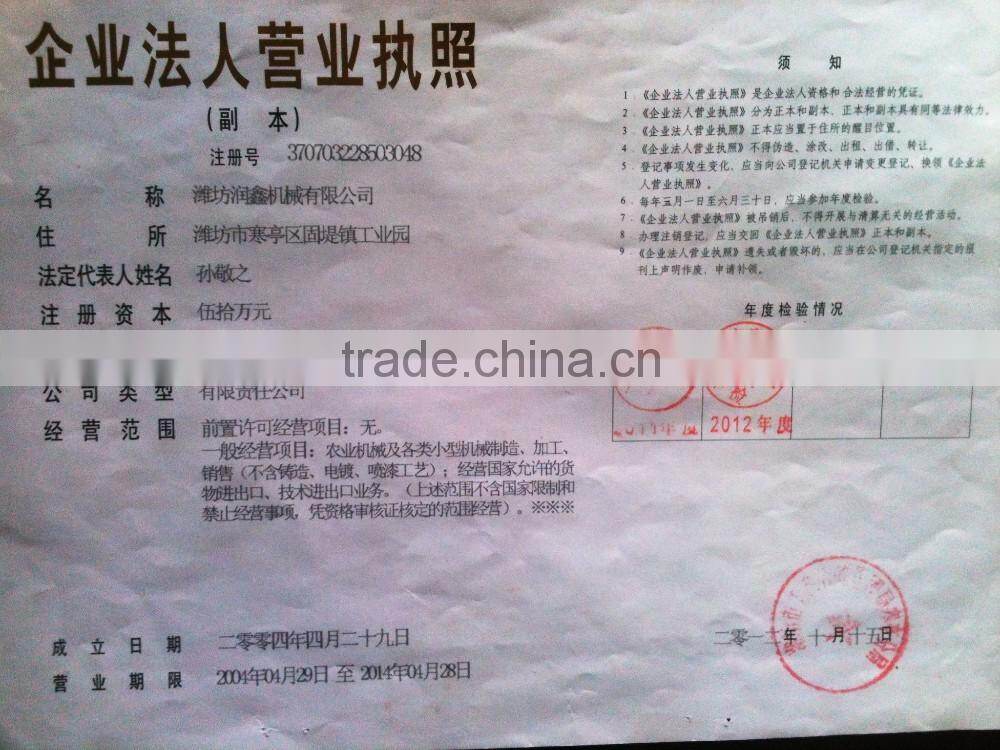 企业法人营业执照
(副 本)
注册号 370703228503048
名 称 潍坊润鑫机械有限公司
住 所 潍坊市寒亭区固堤镇工业园
法定代表人姓名 孙敬之
注册资本 伍拾万元
公司类型 有限责任公司
经营范围 前置许可经营项目：无。
一般经营项目：农业机械及各类小型机械制造、加工、
销售（不含铸造、电镀、喷漆工艺）；经营国家允许的货
物进出口、技术进出口业务。（上述范围不含国家限制和
禁止经营事项，凭资格审核证核定的范围经营）。※※※
成立日期 二零零四年四月二十九日
营业期限 2004年04月29日 至 2014年04月28日
须 知
1．《企业法人营业执照》是企业法人资格和合法经营的凭证。
2．《企业法人营业执照》分为正本和副本，正本和副本具有同等法律效力。
3．《企业法人营业执照》正本应当置于住所的醒目位置。
4．《企业法人营业执照》不得伪造、涂改、出租、出借、转让。
5．登记事项发生变化，应当向公司登记机关申请变更登记，换领《企业法
人营业执照》。
6．每年三月一日至六月三十日，应当参加年度检验。
7．《企业法人营业执照》被吊销后，不得开展与清算无关的经营活动。
8．办理注销登记，应当交回《企业法人营业执照》正本和副本。
9．《企业法人营业执照》遗失或者毁坏的，应当在公司登记机关指定的报
刊上声明作废，申请补领。
年度检验情况
2011年度 2012年度
二零一二年 十月十五日
trade.china.cn